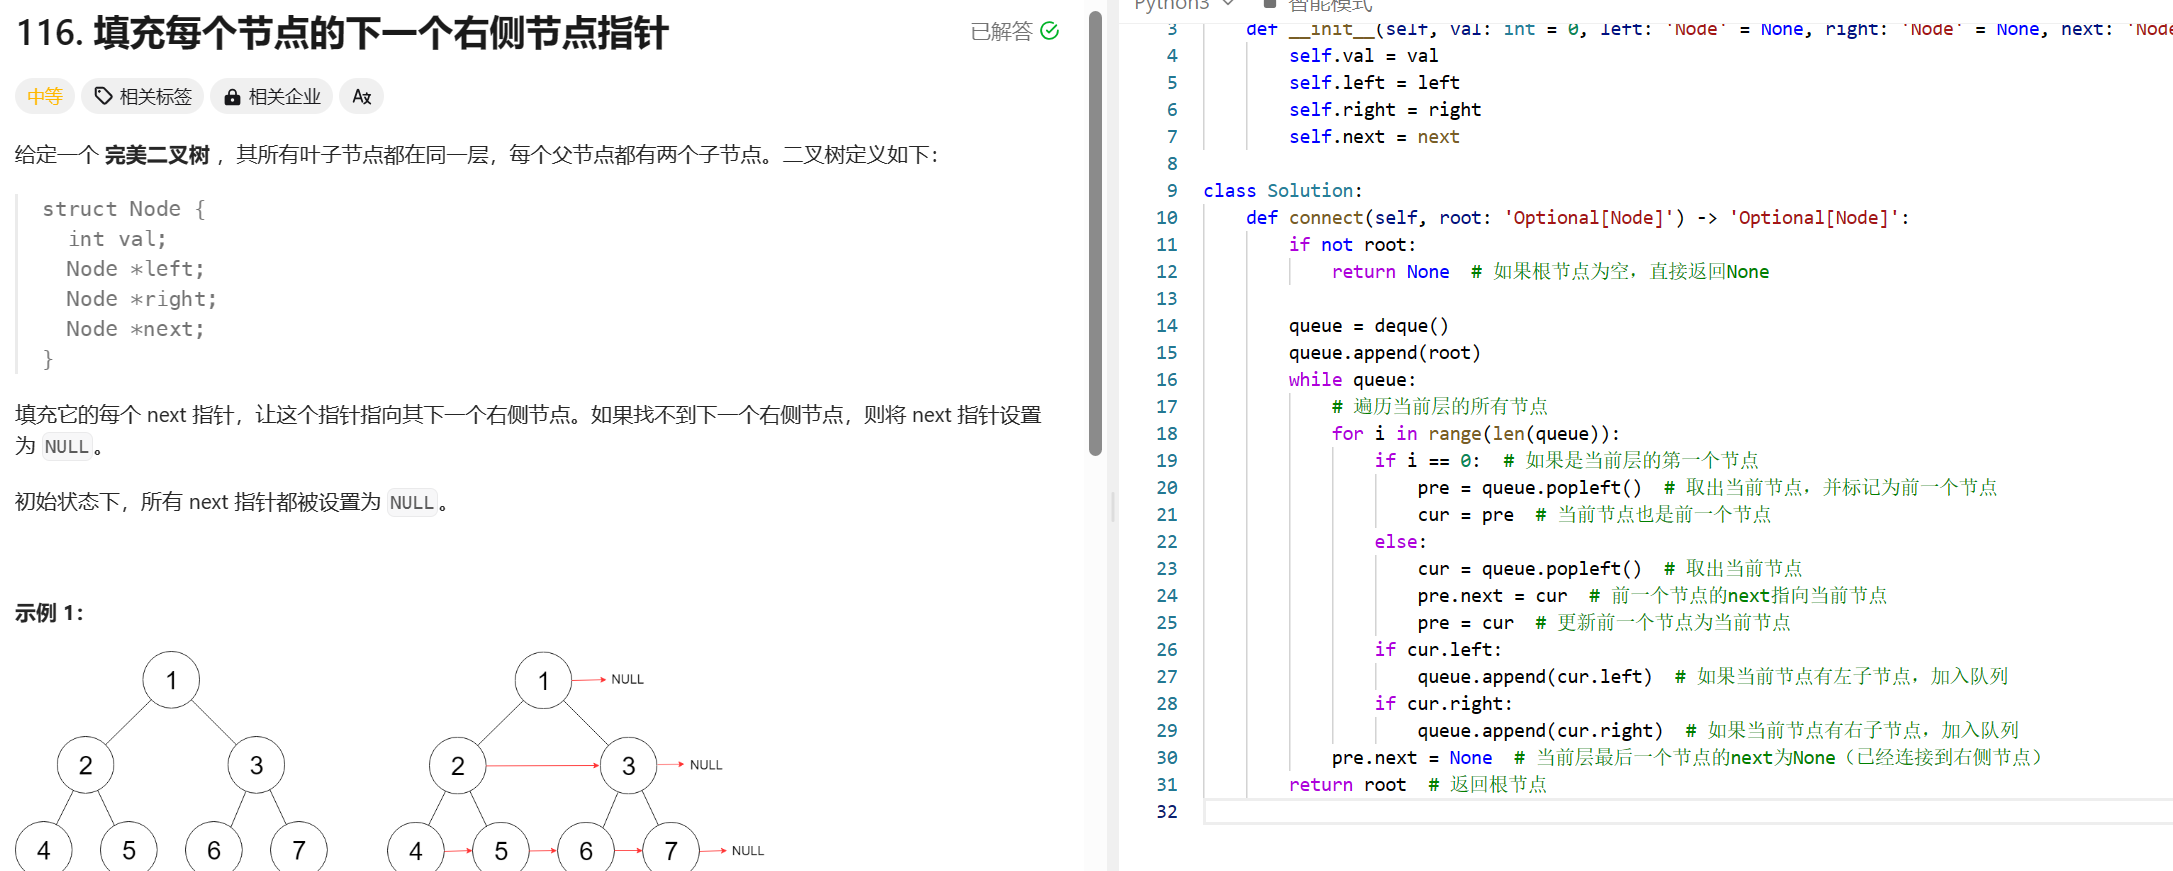 116. 填充每个节点的下一个右侧节点指针
已解答
中等 相关标签 相关企业
给定一个 完美二叉树 ，其所有叶子节点都在同一层，每个父节点都有两个子节点。二叉树定义如下：
struct Node {
  int val;
  Node *left;
  Node *right;
  Node *next;
}
填充它的每个 next 指针，让这个指针指向其下一个右侧节点。如果找不到下一个右侧节点，则将 next 指针设置
为 NULL。
初始状态下，所有 next 指针都被设置为 NULL。
示例 1：
1
2 3
4 5 6 7
1 NULL
2 3 NULL
4 5 6 7 NULL
Python3 智能模式
3     def __init__(self, val: int = 0, left: 'Node' = None, right: 'Node' = None, next: 'Node
4         self.val = val
5         self.left = left
6         self.right = right
7         self.next = next
8
9 class Solution:
10     def connect(self, root: 'Optional[Node]') -> 'Optional[Node]':
11         if not root:
12             return None  # 如果根节点为空，直接返回None
13
14         queue = deque()
15         queue.append(root)
16         while queue:
17             # 遍历当前层的所有节点
18             for i in range(len(queue)):
19                 if i == 0:  # 如果是当前层的第一个节点
20                     pre = queue.popleft()  # 取出当前节点，并标记为前一个节点
21                     cur = pre  # 当前节点也是前一个节点
22                 else:
23                     cur = queue.popleft()  # 取出当前节点
24                     pre.next = cur  # 前一个节点的next指向当前节点
25                     pre = cur  # 更新前一个节点为当前节点
26                 if cur.left:
27                     queue.append(cur.left)  # 如果当前节点有左子节点，加入队列
28                 if cur.right:
29                     queue.append(cur.right)  # 如果当前节点有右子节点，加入队列
30             pre.next = None  # 当前层最后一个节点的next为None（已经连接到右侧节点）
31         return root  # 返回根节点
32